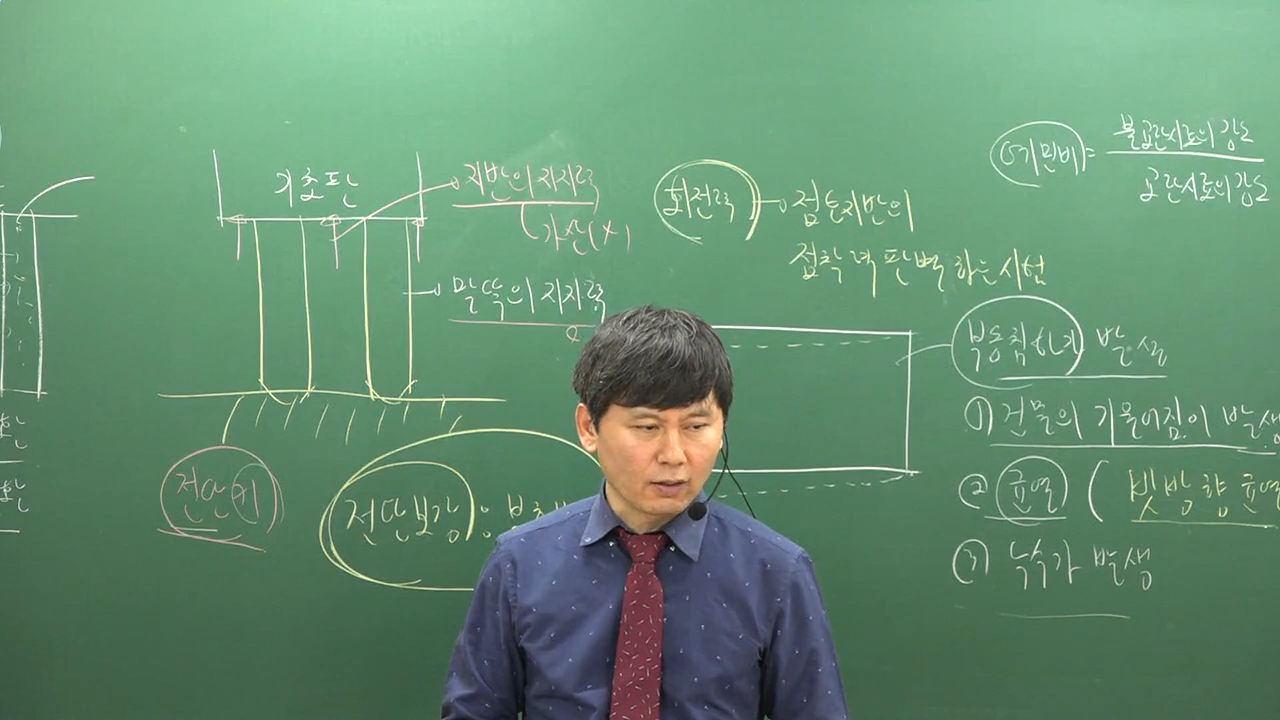 기초판
지반의 지지력
가산(X)
말뚝의 지지력
전단키
전단보강 :
회전력 → 점토지반의
점착력 판별하는 시험
예민비 = 불교란시료의 강도
교란시료의 강도
부동침하가 발생
① 건물의 기울어짐이 발생
② 균열 ( 빗방향 균열
③ 누수가 발생